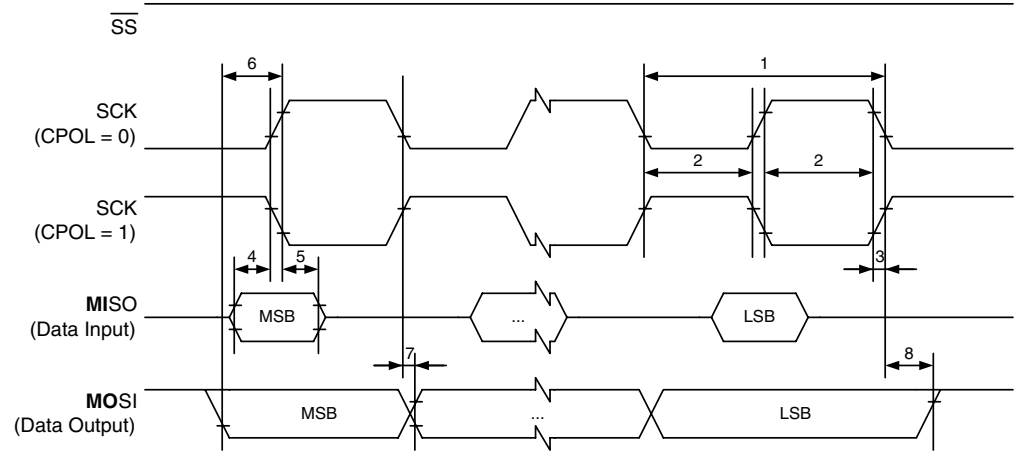 SS
6
1
SCK
(CPOL = 0)
2
2
SCK
(CPOL = 1)
4
5
3
MISO
(Data Input)
MSB
...
LSB
7
8
MOSI
(Data Output)
MSB
...
LSB